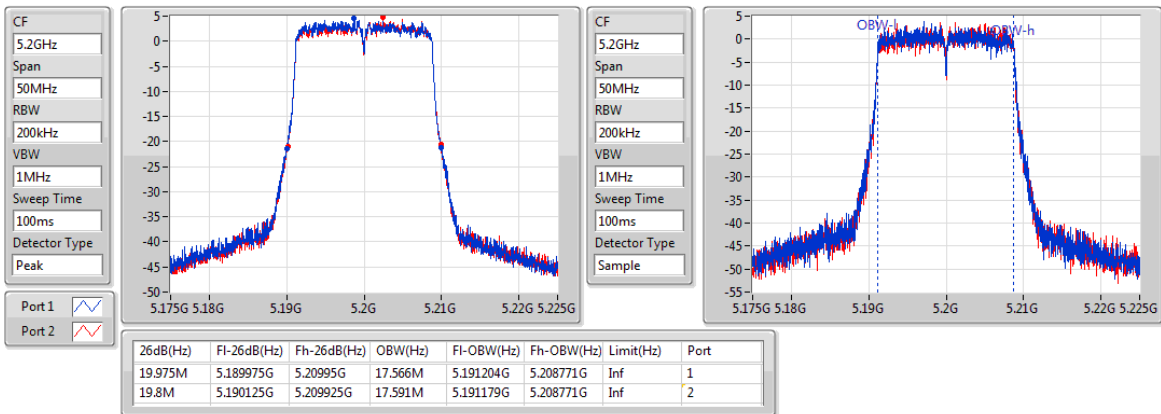 CF
5.2GHz
Span
50MHz
RBW
200kHz
VBW
1MHz
Sweep Time
100ms
Detector Type
Peak
Port 1
Port 2
5
0
-5
-10
-15
-20
-25
-30
-35
-40
-45
-50
5.175G 5.18G 5.19G 5.2G 5.21G 5.22G 5.225G
CF
5.2GHz
Span
50MHz
RBW
200kHz
VBW
1MHz
Sweep Time
100ms
Detector Type
Sample
5
0
-5
-10
-15
-20
-25
-30
-35
-40
-45
-50
-55
OBW-l OBW-h
5.175G 5.18G 5.19G 5.2G 5.21G 5.22G 5.225G
26dB(Hz) Fl-26dB(Hz) Fh-26dB(Hz) OBW(Hz) Fl-OBW(Hz) Fh-OBW(Hz) Limit(Hz) Port
19.975M 5.189975G 5.20995G 17.566M 5.191204G 5.208771G Inf 1
19.8M 5.190125G 5.209925G 17.591M 5.191179G 5.208771G Inf 2